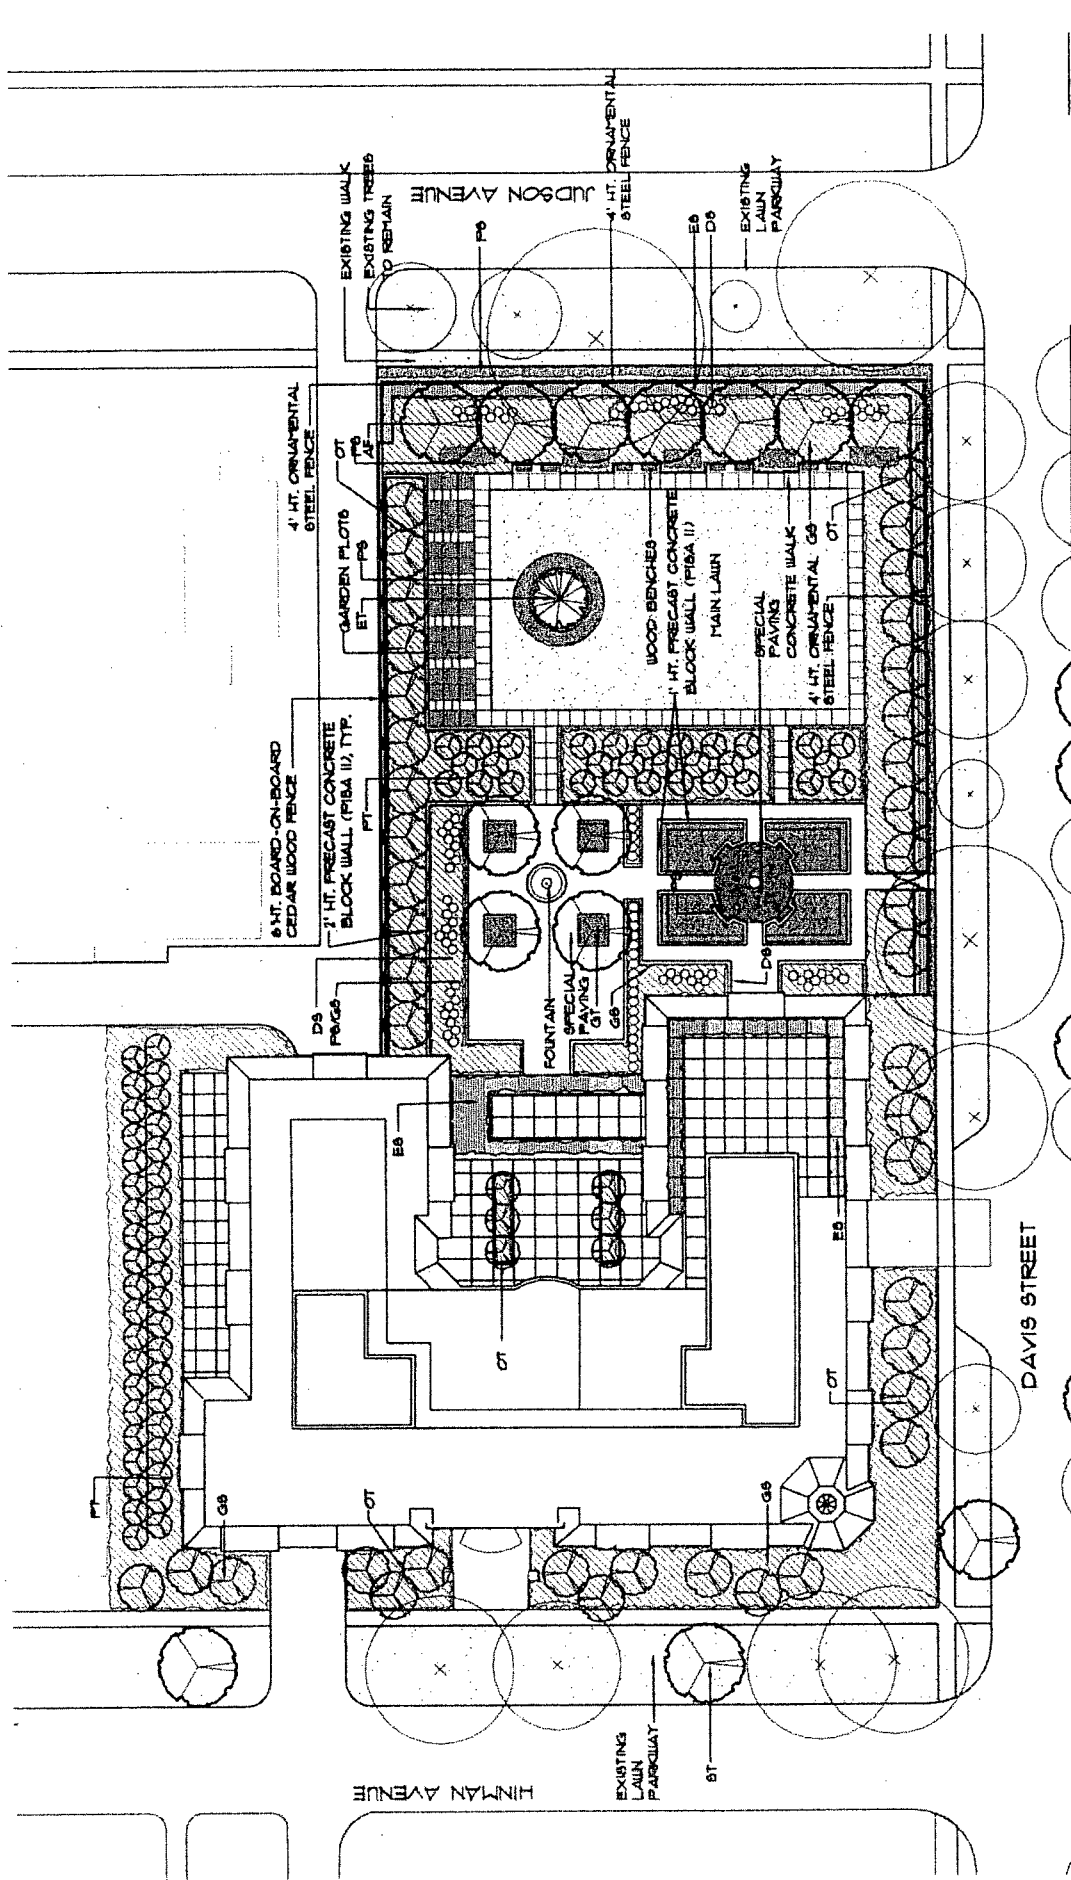 EXISTING WALK
EXISTING TREES
TO REMAIN
JUDSON AVENUE
4' HT. ORNAMENTAL
STEEL FENCE
PS
ES
DS
EXISTING
LAWN
PARKWAY
4' HT. ORNAMENTAL
STEEL FENCE
OT
PS
AF
GARDEN PLOTS
ET
PS
WOOD BENCHES
1' HT. PRECAST CONCRETE
BLOCK WALL (PISA II)
MAIN LAWN
SPECIAL
PAVING
CONCRETE WALK
4' HT. ORNAMENTAL
STEEL FENCE
GS
OT
6' HT. BOARD-ON-BOARD
CEDAR WOOD FENCE
2' HT. PRECAST CONCRETE
BLOCK WALL (PISA II), TYP.
PT
DS
PS/GS
FOUNTAIN
SPECIAL
PAVING
GT
GS
PS
DS
ES
ES
OT
OT
PT
GS
OT
GS
DAVIS STREET
EXISTING
LAWN
PARKWAY
ST
HINMAN AVENUE